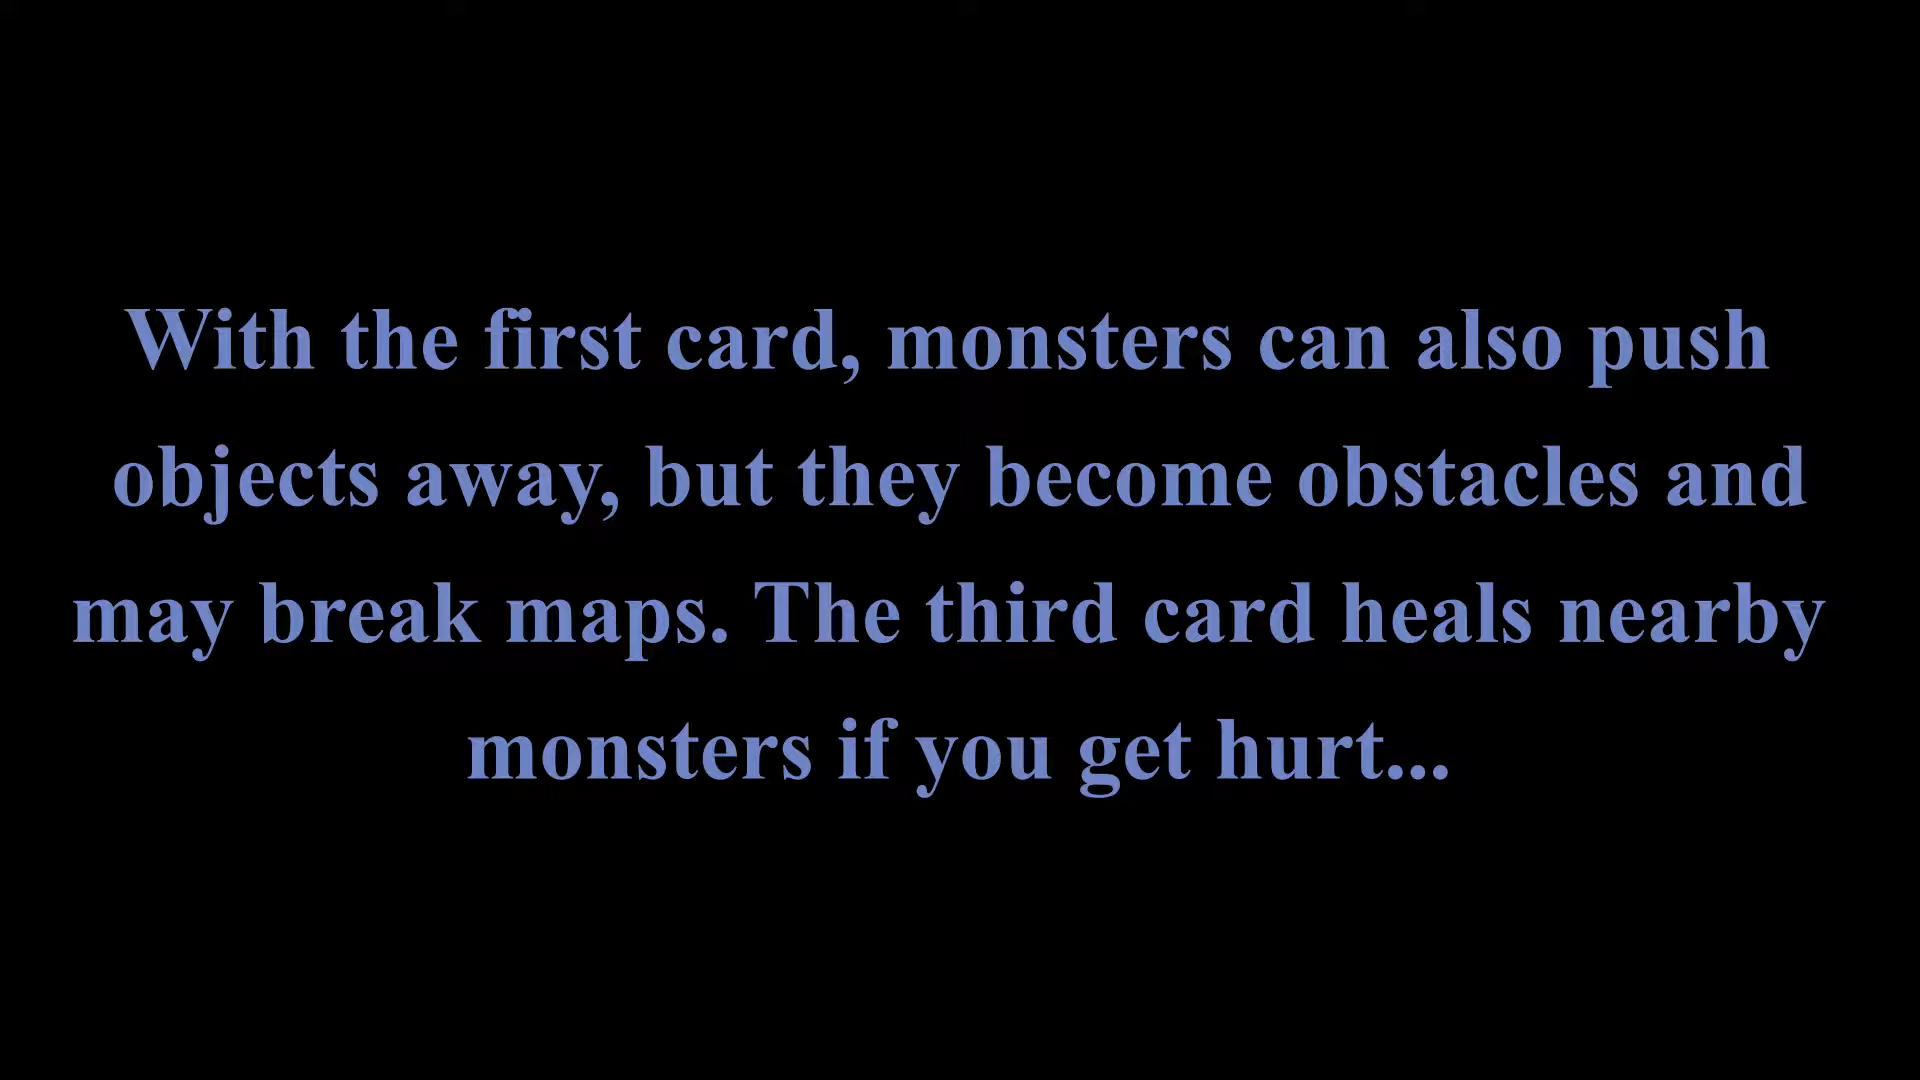 With the first card, monsters can also push
objects away, but they become obstacles and
may break maps. The third card heals nearby
monsters if you get hurt...